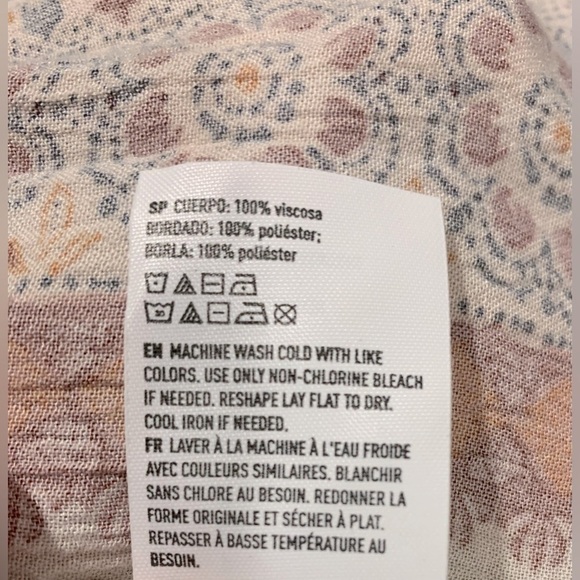 SP CUERPO: 100% viscosa
BORDADO: 100% poliéster;
BORLA: 100% poliéster
30
EN MACHINE WASH COLD WITH LIKE
COLORS. USE ONLY NON-CHLORINE BLEACH
IF NEEDED. RESHAPE LAY FLAT TO DRY.
COOL IRON IF NEEDED.
FR LAVER À LA MACHINE À L'EAU FROIDE
AVEC COULEURS SIMILAIRES. BLANCHIR
SANS CHLORE AU BESOIN. REDONNER LA
FORME ORIGINALE ET SÉCHER À PLAT.
REPASSER À BASSE TEMPÉRATURE AU
BESOIN.